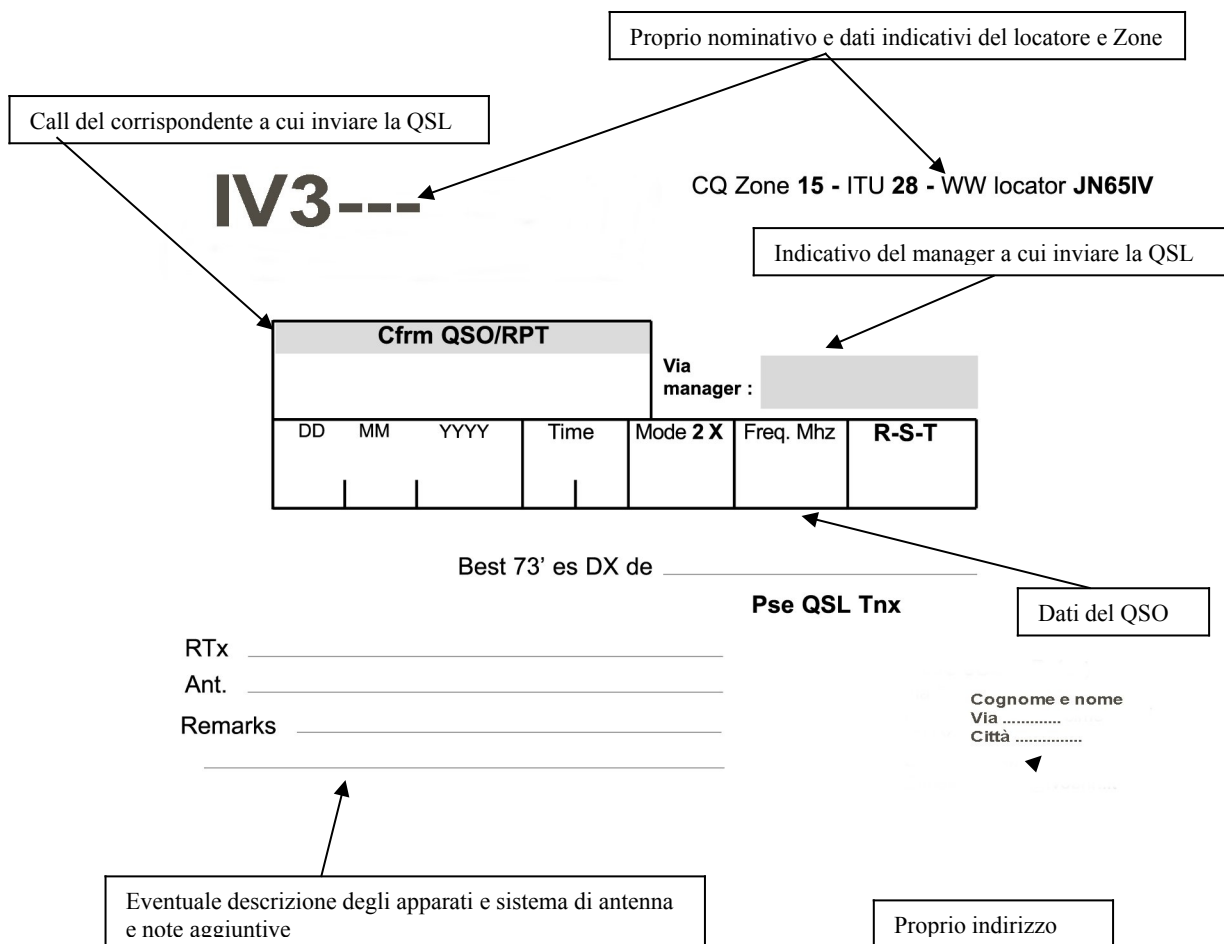 Proprio nominativo e dati indicativi del locatore e Zone
Call del corrispondente a cui inviare la QSL
IV3---
CQ Zone 15 - ITU 28 - WW locator JN65IV
Indicativo del manager a cui inviare la QSL
Cfrm QSO/RPT
Via
manager :
DD MM YYYY Time Mode 2 X Freq. Mhz R-S-T
Best 73' es DX de
Pse QSL Tnx
Dati del QSO
RTx
Ant.
Remarks
Cognome e nome
Via .............
Città ...............
Eventuale descrizione degli apparati e sistema di antenna
e note aggiuntive
Proprio indirizzo